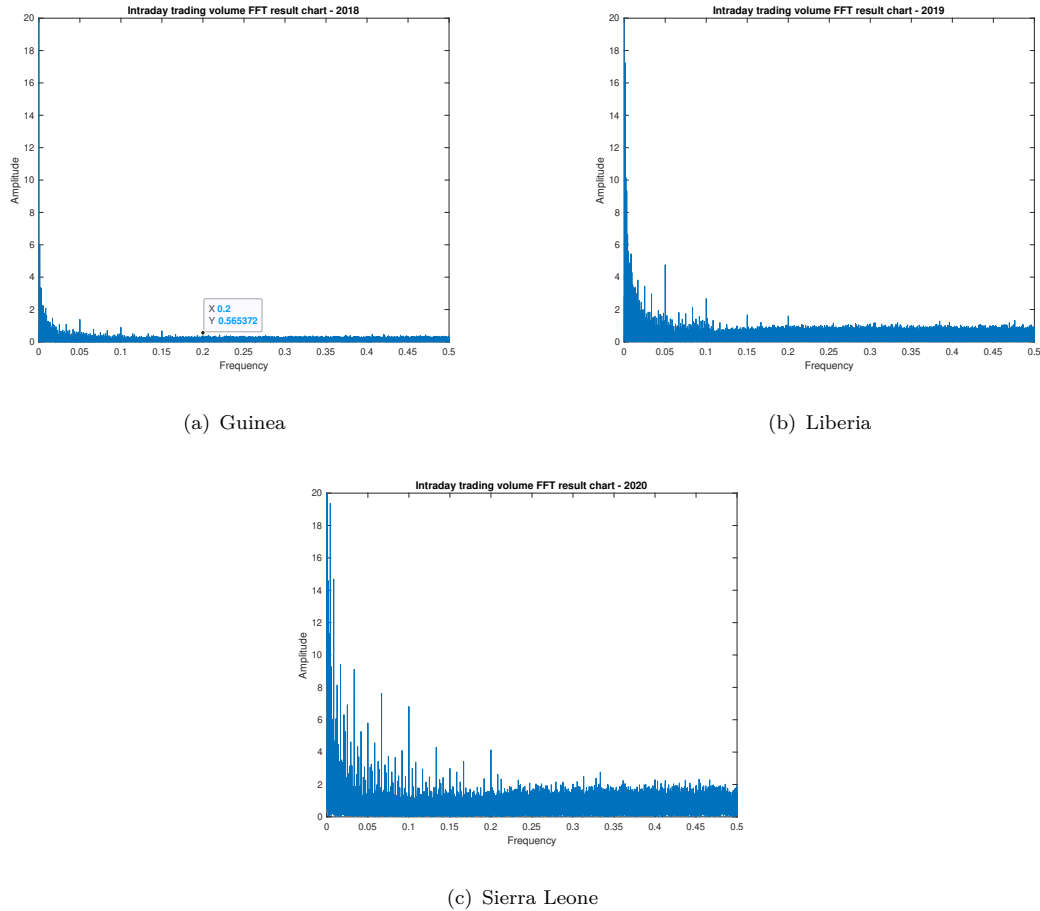 Intraday trading volume FFT result chart - 2018
20
18
16
14
12
10
8
6
4
2
0
Amplitude
X 0.2
Y 0.565372
0 0.05 0.1 0.15 0.2 0.25 0.3 0.35 0.4 0.45 0.5
Frequency
(a) Guinea
Intraday trading volume FFT result chart - 2019
20
18
16
14
12
10
8
6
4
2
0
Amplitude
0 0.05 0.1 0.15 0.2 0.25 0.3 0.35 0.4 0.45 0.5
Frequency
(b) Liberia
Intraday trading volume FFT result chart - 2020
20
18
16
14
12
10
8
6
4
2
0
Amplitude
0 0.05 0.1 0.15 0.2 0.25 0.3 0.35 0.4 0.45 0.5
Frequency
(c) Sierra Leone